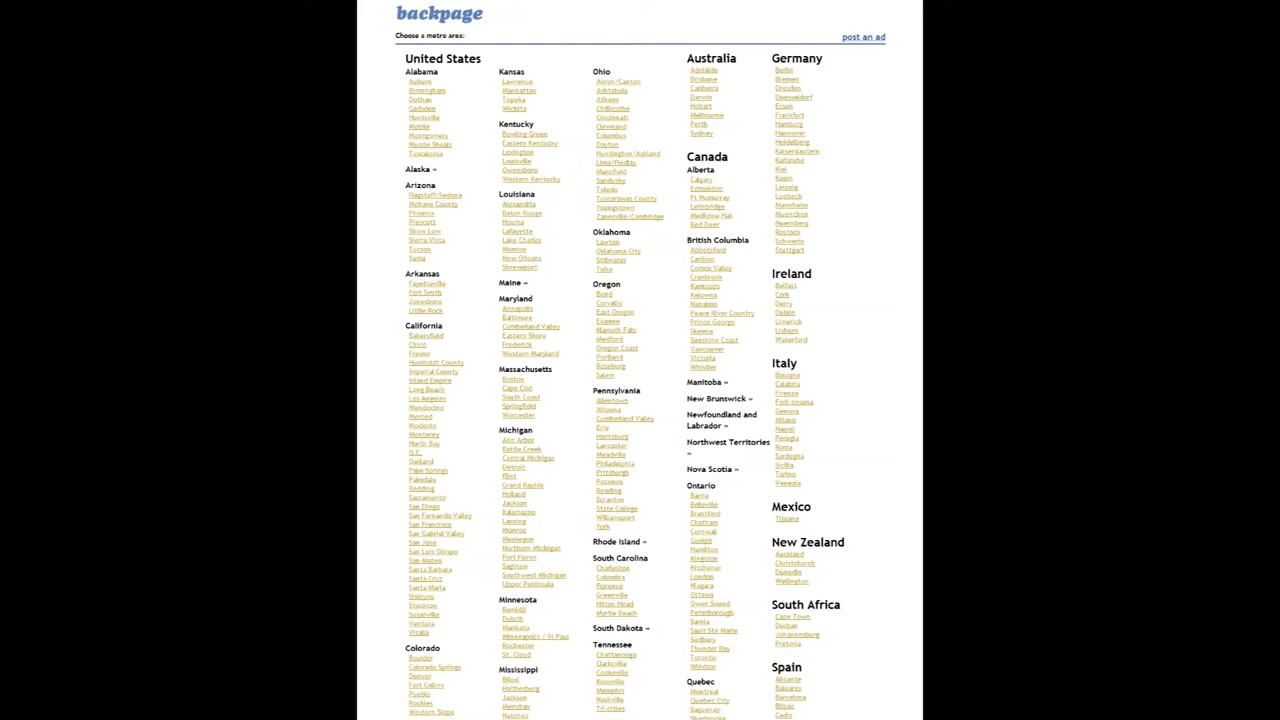 backpage
Choose a metro area:
post an ad
United States
Alabama
Auburn
Birmingham
Dothan
Gadsden
Huntsville
Mobile
Montgomery
Muscle Shoals
Tuscaloosa
Alaska »
Arizona
Flagstaff/Sedona
Mohave County
Phoenix
Prescott
Show Low
Sierra Vista
Tucson
Yuma
Arkansas
Fayetteville
Fort Smith
Jonesboro
Little Rock
California
Bakersfield
Chico
Fresno
Humboldt County
Imperial County
Inland Empire
Long Beach
Los Angeles
Mendocino
Merced
Modesto
Monterey
North Bay
O.C.
Oakland
Palm Springs
Palmdale
Redding
Sacramento
San Diego
San Fernando Valley
San Francisco
San Gabriel Valley
San Jose
San Luis Obispo
San Mateo
Santa Barbara
Santa Cruz
Santa Maria
Siskiyou
Stockton
Susanville
Ventura
Visalia
Colorado
Boulder
Colorado Springs
Denver
Fort Collins
Pueblo
Rockies
Western Slope
Kansas
Lawrence
Manhattan
Topeka
Wichita
Kentucky
Bowling Green
Eastern Kentucky
Lexington
Louisville
Owensboro
Western Kentucky
Louisiana
Alexandria
Baton Rouge
Houma
Lafayette
Lake Charles
Monroe
New Orleans
Shreveport
Maine »
Maryland
Annapolis
Baltimore
Cumberland Valley
Eastern Shore
Frederick
Western Maryland
Massachusetts
Boston
Cape Cod
South Coast
Springfield
Worcester
Michigan
Ann Arbor
Battle Creek
Central Michigan
Detroit
Flint
Grand Rapids
Holland
Jackson
Kalamazoo
Lansing
Monroe
Muskegon
Northern Michigan
Port Huron
Saginaw
Southwest Michigan
Upper Peninsula
Minnesota
Bemidji
Duluth
Mankato
Minneapolis / St Paul
Rochester
St. Cloud
Mississippi
Biloxi
Hattiesburg
Jackson
Meridian
Natchez
Ohio
Akron/Canton
Ashtabula
Athens
Chillicothe
Cincinnati
Cleveland
Columbus
Dayton
Huntington/Ashland
Lima/Findlay
Mansfield
Sandusky
Toledo
Tuscarawas County
Youngstown
Zanesville/Cambridge
Oklahoma
Lawton
Oklahoma City
Stillwater
Tulsa
Oregon
Bend
Corvallis
East Oregon
Eugene
Klamath Falls
Medford
Oregon Coast
Portland
Roseburg
Salem
Pennsylvania
Allentown
Altoona
Cumberland Valley
Erie
Harrisburg
Lancaster
Meadville
Philadelphia
Pittsburgh
Poconos
Reading
Scranton
State College
Williamsport
York
Rhode Island »
South Carolina
Charleston
Columbia
Florence
Greenville
Hilton Head
Myrtle Beach
South Dakota »
Tennessee
Chattanooga
Clarksville
Cookeville
Knoxville
Memphis
Nashville
Tri-Cities
Australia
Adelaide
Brisbane
Canberra
Darwin
Hobart
Melbourne
Perth
Sydney
Canada
Alberta
Calgary
Edmonton
Ft Mcmurray
Lethbridge
Medicine Hat
Red Deer
British Columbia
Abbotsford
Cariboo
Comox Valley
Cranbrook
Kamloops
Kelowna
Nanaimo
Peace River Country
Prince George
Skeena
Sunshine Coast
Vancouver
Victoria
Whistler
Manitoba »
New Brunswick »
Newfoundland and
Labrador »
Northwest Territories
»
Nova Scotia »
Ontario
Barrie
Belleville
Brantford
Chatham
Cornwall
Guelph
Hamilton
Kingston
Kitchener
London
Niagara
Ottawa
Owen Sound
Peterborough
Sarnia
Sault Ste Marie
Sudbury
Thunder Bay
Toronto
Windsor
Quebec
Montreal
Quebec City
Saguenay
Sherbrooke
Germany
Berlin
Bremen
Dresden
Duesseldorf
Essen
Frankfurt
Hamburg
Hannover
Heidelberg
Kaiserslautern
Karlsruhe
Kiel
Koeln
Leipzig
Luebeck
Mannheim
Muenchen
Nuernberg
Rostock
Schwerin
Stuttgart
Ireland
Belfast
Cork
Derry
Dublin
Limerick
Lisburn
Waterford
Italy
Bologna
Calabria
Firenze
Forli-cesena
Genova
Milano
Napoli
Perugia
Roma
Sardegna
Sicilia
Torino
Venezia
Mexico
Tijuana
New Zealand
Auckland
Christchurch
Dunedin
Wellington
South Africa
Cape Town
Durban
Johannesburg
Pretoria
Spain
Alicante
Baleares
Barcelona
Bilbao
Cadiz